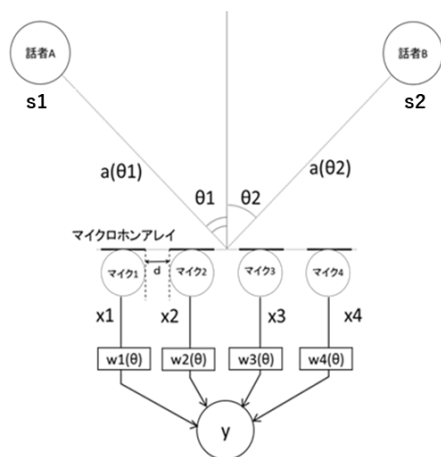 話者A
話者B
s1
s2
a(θ1)
θ1
θ2
a(θ2)
マイクロホンアレイ
マイク1
d
マイク2
マイク3
マイク4
x1
x2
x3
x4
w1(θ)
w2(θ)
w3(θ)
w4(θ)
y